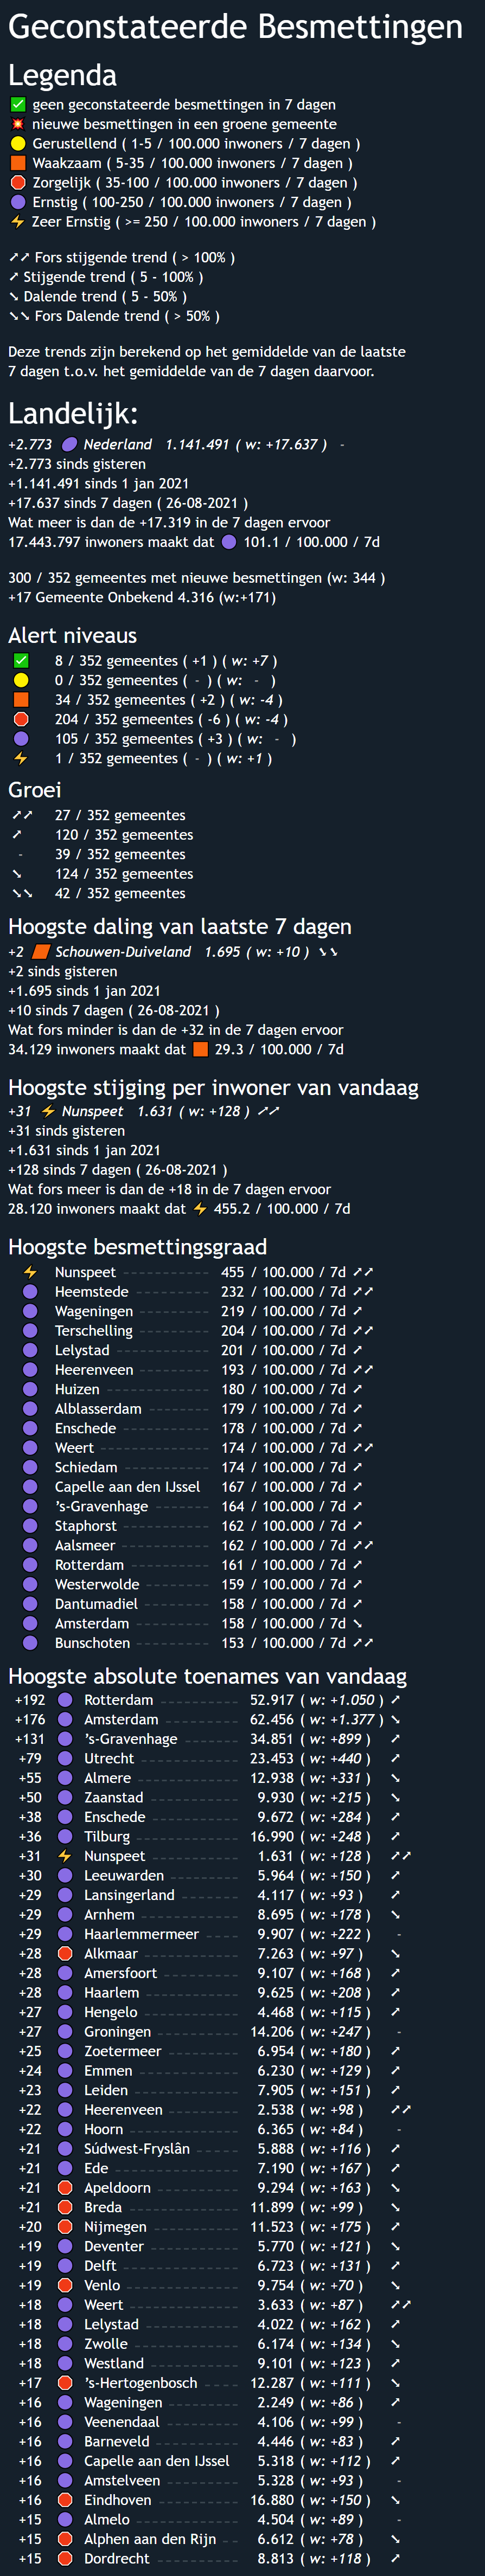 Geconstateerde Besmettingen
Legenda
✅ geen geconstateerde besmettingen in 7 dagen
💥 nieuwe besmettingen in een groene gemeente
🟡 Gerustellend ( 1-5 / 100.000 inwoners / 7 dagen )
🟧 Waakzaam ( 5-35 / 100.000 inwoners / 7 dagen )
🛑 Zorgelijk ( 35-100 / 100.000 inwoners / 7 dagen )
🟣 Ernstig ( 100-250 / 100.000 inwoners / 7 dagen )
⚡ Zeer Ernstig ( >= 250 / 100.000 inwoners / 7 dagen )
➚➚ Fors stijgende trend ( > 100% )
➚ Stijgende trend ( 5 - 100% )
➘ Dalende trend ( 5 - 50% )
➘➘ Fors Dalende trend ( > 50% )
Deze trends zijn berekend op het gemiddelde van de laatste
7 dagen t.o.v. het gemiddelde van de 7 dagen daarvoor.
Landelijk:
+2.773 🟣 Nederland 1.141.491 ( w: +17.637 ) -
+2.773 sinds gisteren
+1.141.491 sinds 1 jan 2021
+17.637 sinds 7 dagen ( 26-08-2021 )
Wat meer is dan de +17.319 in de 7 dagen ervoor
17.443.797 inwoners maakt dat 🟣 101.1 / 100.000 / 7d
300 / 352 gemeentes met nieuwe besmettingen (w: 344 )
+17 Gemeente Onbekend 4.316 (w:+171)
Alert niveaus
✅ 8 / 352 gemeentes ( +1 ) ( w: +7 )
🟡 0 / 352 gemeentes ( - ) ( w: - )
🟧 34 / 352 gemeentes ( +2 ) ( w: -4 )
🛑 204 / 352 gemeentes ( -6 ) ( w: -4 )
🟣 105 / 352 gemeentes ( +3 ) ( w: - )
⚡ 1 / 352 gemeentes ( - ) ( w: +1 )
Groei
➚➚ 27 / 352 gemeentes
➚ 120 / 352 gemeentes
- 39 / 352 gemeentes
➘ 124 / 352 gemeentes
➘➘ 42 / 352 gemeentes
Hoogste daling van laatste 7 dagen
+2 🟧 Schouwen-Duiveland 1.695 ( w: +10 ) ➘➘
+2 sinds gisteren
+1.695 sinds 1 jan 2021
+10 sinds 7 dagen ( 26-08-2021 )
Wat fors minder is dan de +32 in de 7 dagen ervoor
34.129 inwoners maakt dat 🟧 29.3 / 100.000 / 7d
Hoogste stijging per inwoner van vandaag
+31 ⚡ Nunspeet 1.631 ( w: +128 ) ➚➚
+31 sinds gisteren
+1.631 sinds 1 jan 2021
+128 sinds 7 dagen ( 26-08-2021 )
Wat fors meer is dan de +18 in de 7 dagen ervoor
28.120 inwoners maakt dat ⚡ 455.2 / 100.000 / 7d
Hoogste besmettingsgraad
⚡ Nunspeet 455 / 100.000 / 7d ➚➚
🟣 Heemstede 232 / 100.000 / 7d ➚➚
🟣 Wageningen 219 / 100.000 / 7d ➚
🟣 Terschelling 204 / 100.000 / 7d ➚➚
🟣 Lelystad 201 / 100.000 / 7d ➚
🟣 Heerenveen 193 / 100.000 / 7d ➚➚
🟣 Huizen 180 / 100.000 / 7d ➚
🟣 Alblasserdam 179 / 100.000 / 7d ➚
🟣 Enschede 178 / 100.000 / 7d ➚
🟣 Weert 174 / 100.000 / 7d ➚➚
🟣 Schiedam 174 / 100.000 / 7d ➚
🟣 Capelle aan den IJssel 167 / 100.000 / 7d ➚
🟣 's-Gravenhage 164 / 100.000 / 7d ➚
🟣 Staphorst 162 / 100.000 / 7d ➚
🟣 Aalsmeer 162 / 100.000 / 7d ➚➚
🟣 Rotterdam 161 / 100.000 / 7d ➚
🟣 Westerwolde 159 / 100.000 / 7d ➚
🟣 Dantumadiel 158 / 100.000 / 7d ➚
🟣 Amsterdam 158 / 100.000 / 7d ➘
🟣 Bunschoten 153 / 100.000 / 7d ➚➚
Hoogste absolute toenames van vandaag
+192 🟣 Rotterdam 52.917 ( w: +1.050 ) ➚
+176 🟣 Amsterdam 62.456 ( w: +1.377 ) ➘
+131 🟣 's-Gravenhage 34.851 ( w: +899 ) ➚
+79 🟣 Utrecht 23.453 ( w: +440 ) ➚
+55 🟣 Almere 12.938 ( w: +331 ) ➘
+50 🟣 Zaanstad 9.930 ( w: +215 ) ➘
+38 🟣 Enschede 9.672 ( w: +284 ) ➚
+36 🟣 Tilburg 16.990 ( w: +248 ) ➚
+31 ⚡ Nunspeet 1.631 ( w: +128 ) ➚➚
+30 🟣 Leeuwarden 5.964 ( w: +150 ) ➚
+29 🟣 Lansingerland 4.117 ( w: +93 ) ➚
+29 🟣 Arnhem 8.695 ( w: +178 ) ➘
+29 🟣 Haarlemmermeer 9.907 ( w: +222 ) -
+28 🛑 Alkmaar 7.263 ( w: +97 ) ➘
+28 🟣 Amersfoort 9.107 ( w: +168 ) ➚
+28 🟣 Haarlem 9.625 ( w: +208 ) ➚
+27 🟣 Hengelo 4.468 ( w: +115 ) ➚
+27 🟣 Groningen 14.206 ( w: +247 ) -
+25 🟣 Zoetermeer 6.954 ( w: +180 ) ➚
+24 🟣 Emmen 6.230 ( w: +129 ) ➚
+23 🟣 Leiden 7.905 ( w: +151 ) ➚
+22 🟣 Heerenveen 2.538 ( w: +98 ) ➚➚
+22 🟣 Hoorn 6.365 ( w: +84 ) -
+21 🟣 Súdwest-Fryslân 5.888 ( w: +116 ) ➚
+21 🟣 Ede 7.190 ( w: +167 ) ➚
+21 🛑 Apeldoorn 9.294 ( w: +163 ) ➘
+21 🛑 Breda 11.899 ( w: +99 ) ➘
+20 🛑 Nijmegen 11.523 ( w: +175 ) ➚
+19 🟣 Deventer 5.770 ( w: +121 ) ➘
+19 🟣 Delft 6.723 ( w: +131 ) ➚
+19 🛑 Venlo 9.754 ( w: +70 ) ➘
+18 🟣 Weert 3.633 ( w: +87 ) ➚➚
+18 🟣 Lelystad 4.022 ( w: +162 ) ➚
+18 🟣 Zwolle 6.174 ( w: +134 ) ➘
+18 🟣 Westland 9.101 ( w: +123 ) ➚
+17 🛑 's-Hertogenbosch 12.287 ( w: +111 ) ➘
+16 🟣 Wageningen 2.249 ( w: +86 ) ➚
+16 🟣 Veenendaal 4.106 ( w: +99 ) -
+16 🟣 Barneveld 4.446 ( w: +83 ) ➚
+16 🟣 Capelle aan den IJssel 5.318 ( w: +112 ) ➚
+16 🟣 Amstelveen 5.328 ( w: +93 ) -
+16 🛑 Eindhoven 16.880 ( w: +150 ) ➘
+15 🟣 Almelo 4.504 ( w: +89 ) -
+15 🛑 Alphen aan den Rijn 6.612 ( w: +78 ) ➘
+15 🛑 Dordrecht 8.813 ( w: +118 ) ➚